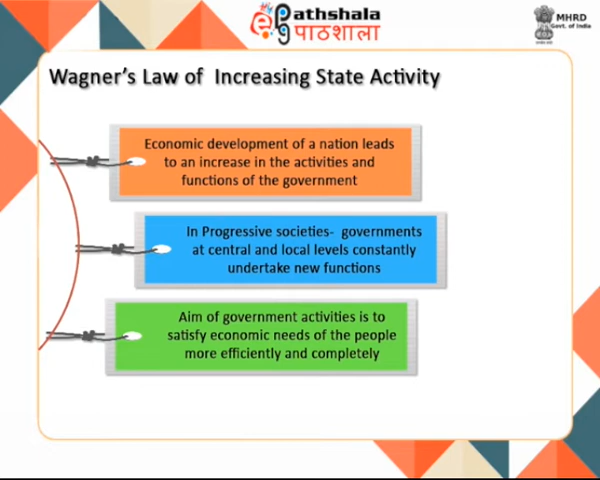 Pathshala
पाठशाला
MHRD
Govt. of India
Wagner's Law of Increasing State Activity
Economic development of a nation leads
to an increase in the activities and
functions of the government
In Progressive societies- governments
at central and local levels constantly
undertake new functions
Aim of government activities is to
satisfy economic needs of the people
more efficiently and completely